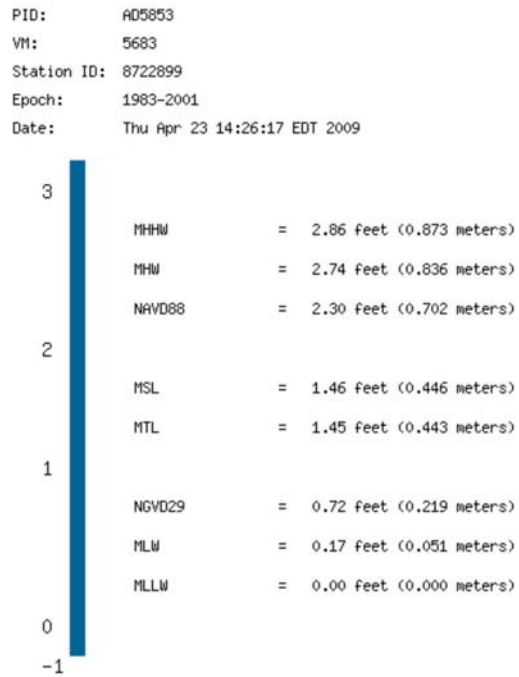 PID: AD5853
VM: 5683
Station ID: 8722899
Epoch: 1983-2001
Date: Thu Apr 23 14:26:17 EDT 2009
3
MHHW = 2.86 feet (0.873 meters)
MHW = 2.74 feet (0.836 meters)
NAVD88 = 2.30 feet (0.702 meters)
2
MSL = 1.46 feet (0.446 meters)
MTL = 1.45 feet (0.443 meters)
1
NGVD29 = 0.72 feet (0.219 meters)
MLW = 0.17 feet (0.051 meters)
MLLW = 0.00 feet (0.000 meters)
0
-1